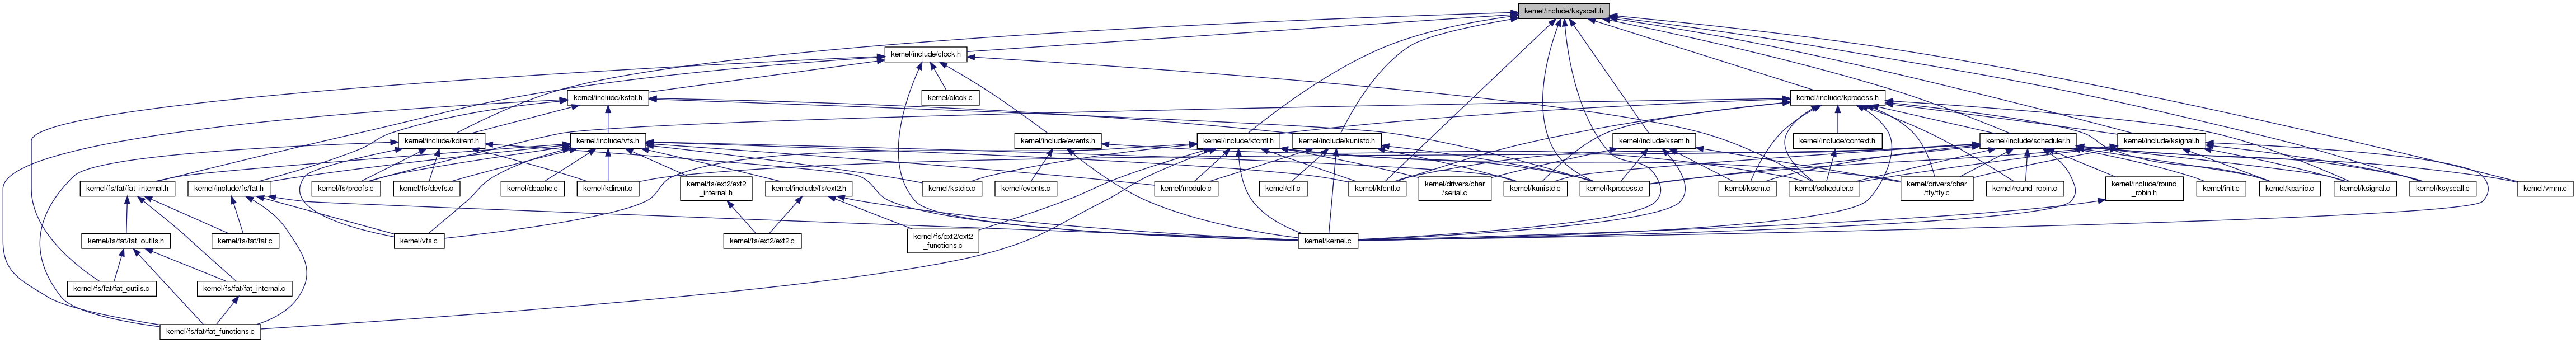 kernel/include/ksyscall.h
kernel/include/clock.h
kernel/include/kstat.h
kernel/clock.c
kernel/include/kprocess.h
kernel/include/kdirent.h
kernel/include/vfs.h
kernel/include/events.h
kernel/include/kfcntl.h
kernel/include/kunistd.h
kernel/include/ksem.h
kernel/include/context.h
kernel/include/scheduler.h
kernel/include/ksignal.h
kernel/fs/fat/fat_internal.h
kernel/include/fs/fat.h
kernel/fs/procfs.c
kernel/fs/devfs.c
kernel/dcache.c
kernel/kdirent.c
kernel/fs/ext2/ext2
_internal.h
kernel/include/fs/ext2.h
kernel/kstdio.c
kernel/events.c
kernel/module.c
kernel/elf.c
kernel/kfcntl.c
kernel/drivers/char
/serial.c
kernel/kunistd.c
kernel/kprocess.c
kernel/ksem.c
kernel/scheduler.c
kernel/drivers/char
/tty/tty.c
kernel/round_robin.c
kernel/include/round
_robin.h
kernel/init.c
kernel/kpanic.c
kernel/ksignal.c
kernel/ksyscall.c
kernel/vmm.c
kernel/fs/fat/fat_outils.h
kernel/fs/fat/fat.c
kernel/vfs.c
kernel/fs/ext2/ext2.c
kernel/fs/ext2/ext2
_functions.c
kernel/kernel.c
kernel/fs/fat/fat_outils.c
kernel/fs/fat/fat_internal.c
kernel/fs/fat/fat_functions.c